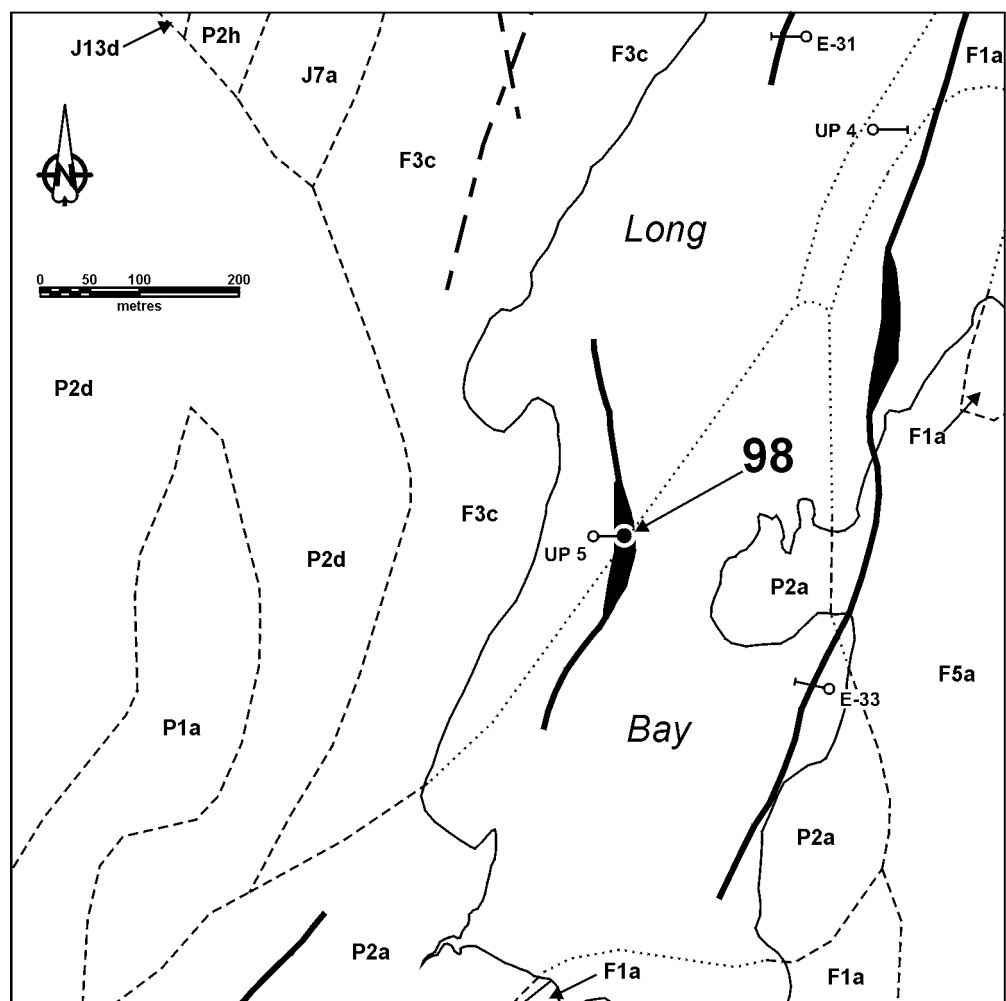 J13d
P2h
J7a
F3c
F3c
E-31
F1a
UP 4
N
Long
0 50 100 200
metres
P2d
F1a
98
F3c
UP 5
P2d
P2a
F5a
E-33
P1a
Bay
P2a
P2a
F1a
F1a